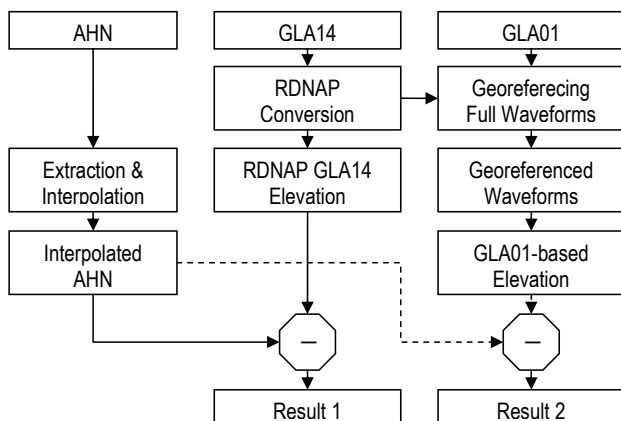 AHN
GLA14
GLA01
RDNAP
Conversion
Georeferecing
Full Waveforms
Extraction &
Interpolation
RDNAP GLA14
Elevation
Georeferenced
Waveforms
Interpolated
AHN
GLA01-based
Elevation
–
–
Result 1
Result 2